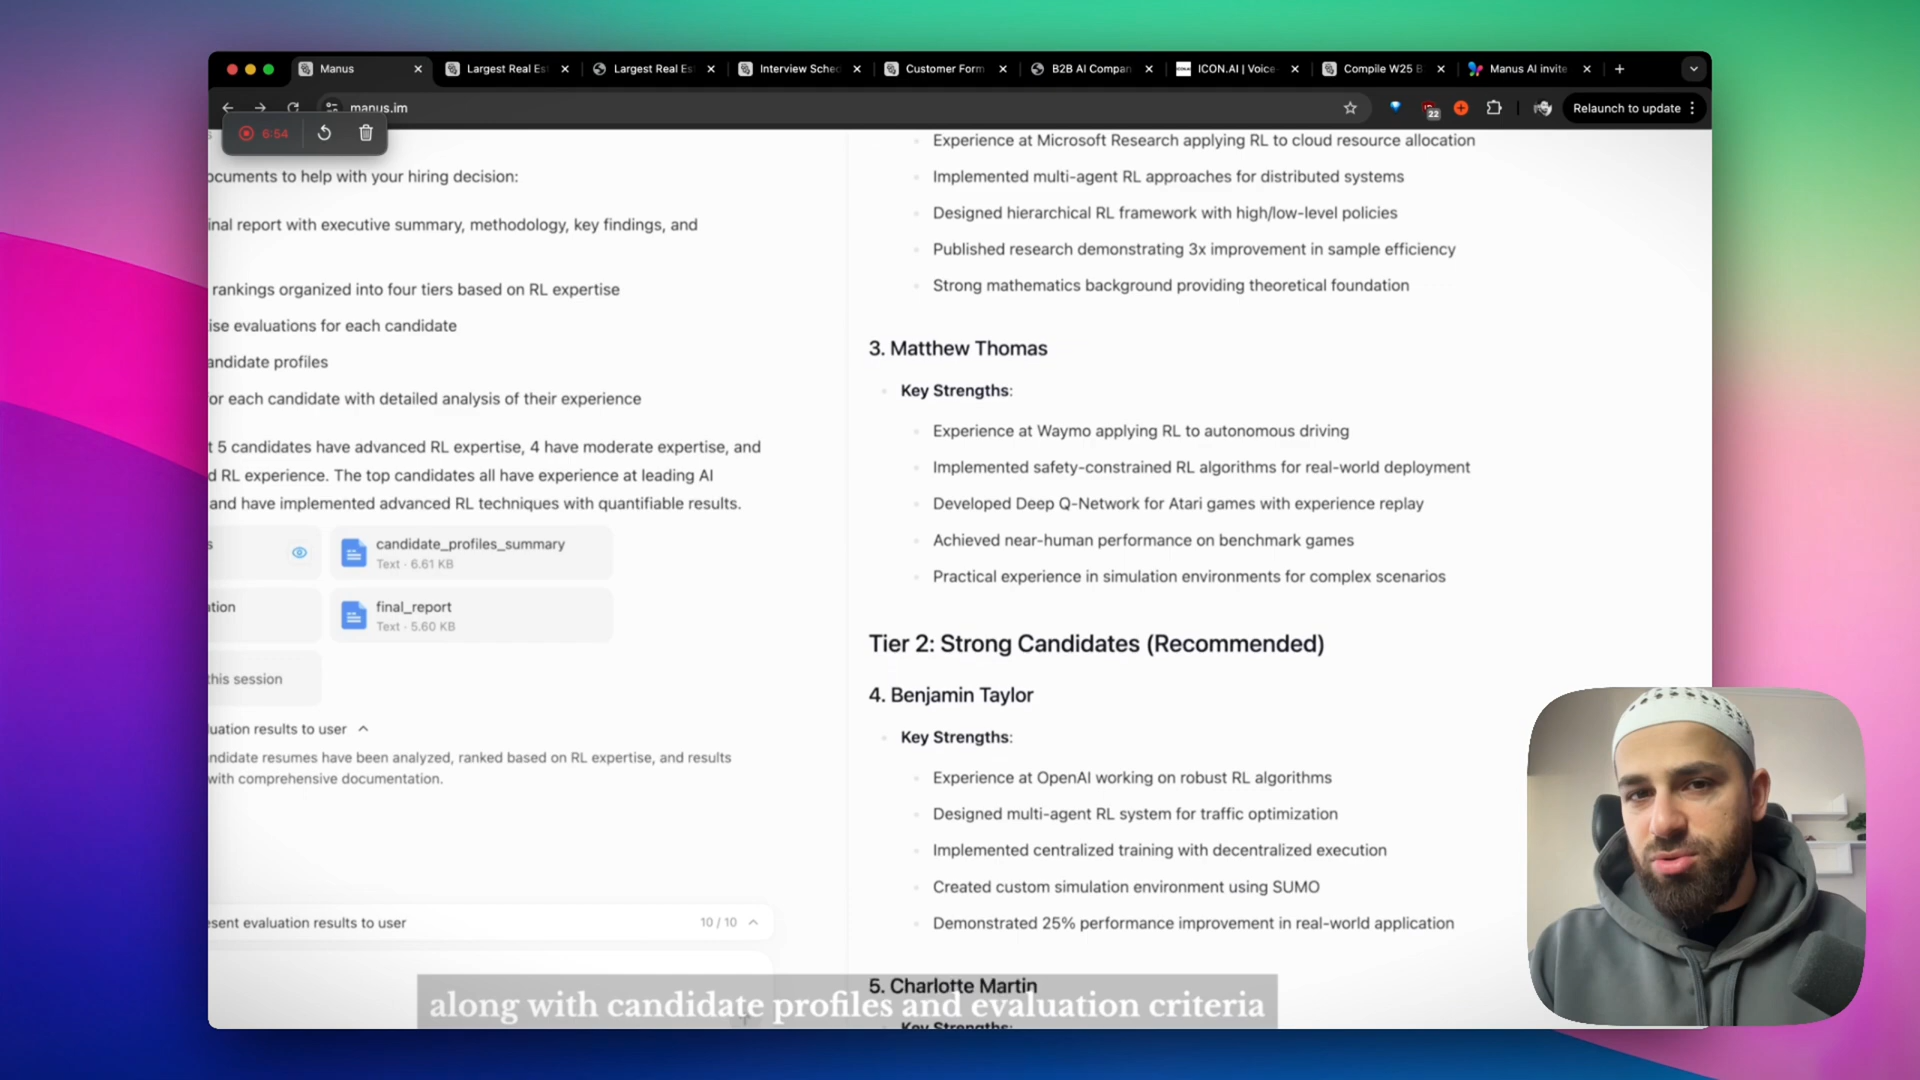 Manus
Largest Real Es
Largest Real Es
Interview Sched
Customer Form
B2B AI Compan
ICON.AI | Voice-
Compile W25 B
Manus AI invite
manus.im
22
Relaunch to update
6:54
ocuments to help with your hiring decision:
inal report with executive summary, methodology, key findings, and
rankings organized into four tiers based on RL expertise
ise evaluations for each candidate
andidate profiles
or each candidate with detailed analysis of their experience
t 5 candidates have advanced RL expertise, 4 have moderate expertise, and
d RL experience. The top candidates all have experience at leading AI
and have implemented advanced RL techniques with quantifiable results.
s
candidate_profiles_summary
Text · 6.61 KB
ation
final_report
Text · 5.60 KB
this session
luation results to user
ndidate resumes have been analyzed, ranked based on RL expertise, and results
with comprehensive documentation.
esent evaluation results to user
10 / 10
Experience at Microsoft Research applying RL to cloud resource allocation
Implemented multi-agent RL approaches for distributed systems
Designed hierarchical RL framework with high/low-level policies
Published research demonstrating 3x improvement in sample efficiency
Strong mathematics background providing theoretical foundation
3. Matthew Thomas
Key Strengths:
Experience at Waymo applying RL to autonomous driving
Implemented safety-constrained RL algorithms for real-world deployment
Developed Deep Q-Network for Atari games with experience replay
Achieved near-human performance on benchmark games
Practical experience in simulation environments for complex scenarios
Tier 2: Strong Candidates (Recommended)
4. Benjamin Taylor
Key Strengths:
Experience at OpenAI working on robust RL algorithms
Designed multi-agent RL system for traffic optimization
Implemented centralized training with decentralized execution
Created custom simulation environment using SUMO
Demonstrated 25% performance improvement in real-world application
5. Charlotte Martin
Key Strengths:
along with candidate profiles and evaluation criteria